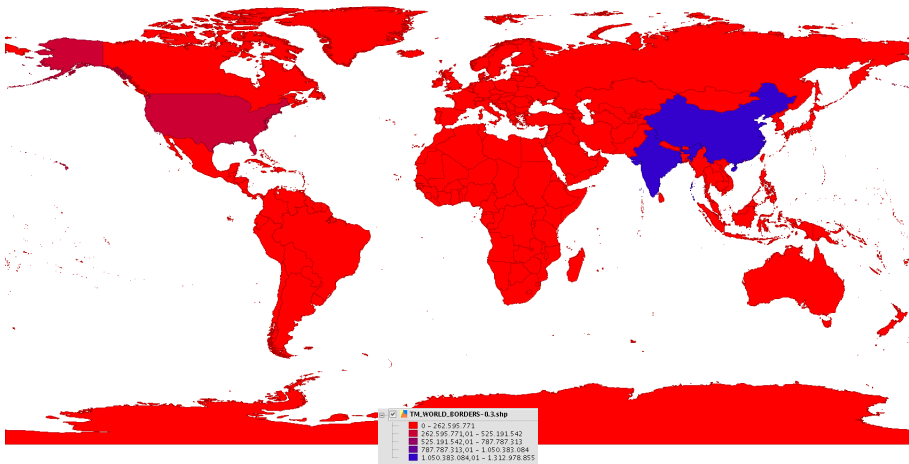 TM_WORLD_BORDERS-0.3.shp
0 – 262.595.771
262.595.771,01 – 525.191.542
525.191.542,01 – 787.787.313
787.787.313,01 – 1.050.383.084
1.050.383.084,01 – 1.312.978.855